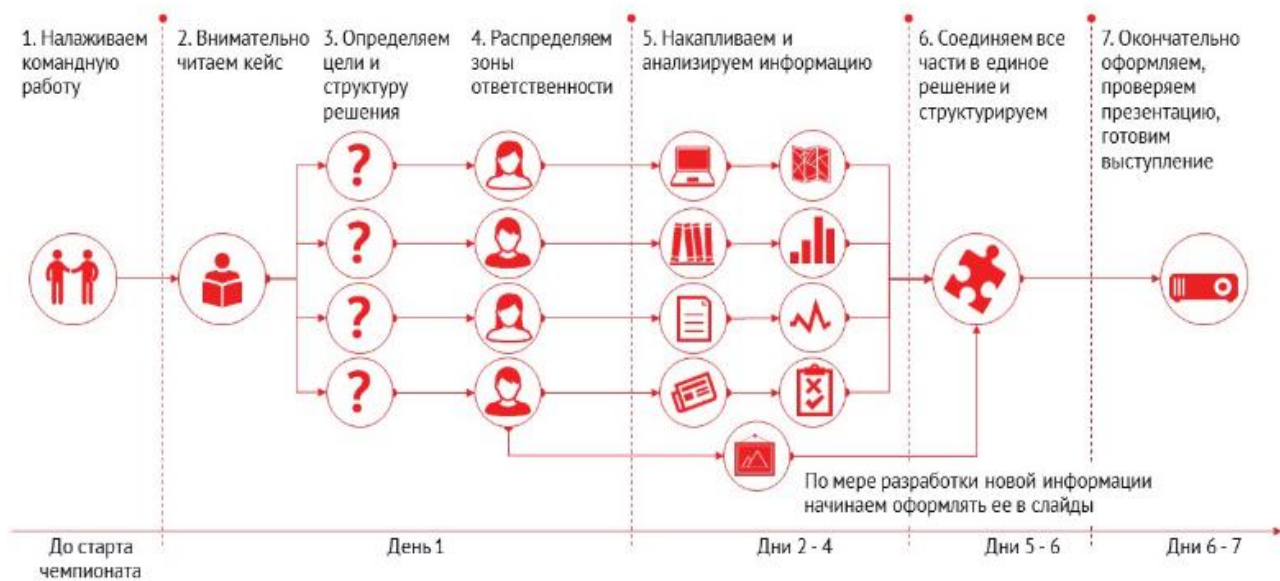 1. Налаживаем
командную
работу
2. Внимательно
читаем кейс
3. Определяем
цели и
структуру
решения
4. Распределяем
зоны
ответственности
5. Накапливаем и
анализируем информацию
6. Соединяем все
части в единое
решение и
структурируем
7. Окончательно
оформляем,
проверяем
презентацию,
готовим
выступление
?
?
?
?
По мере разработки новой информации
начинаем оформлять ее в слайды
До старта
чемпионата
День 1
Дни 2 - 4
Дни 5 - 6
Дни 6 - 7